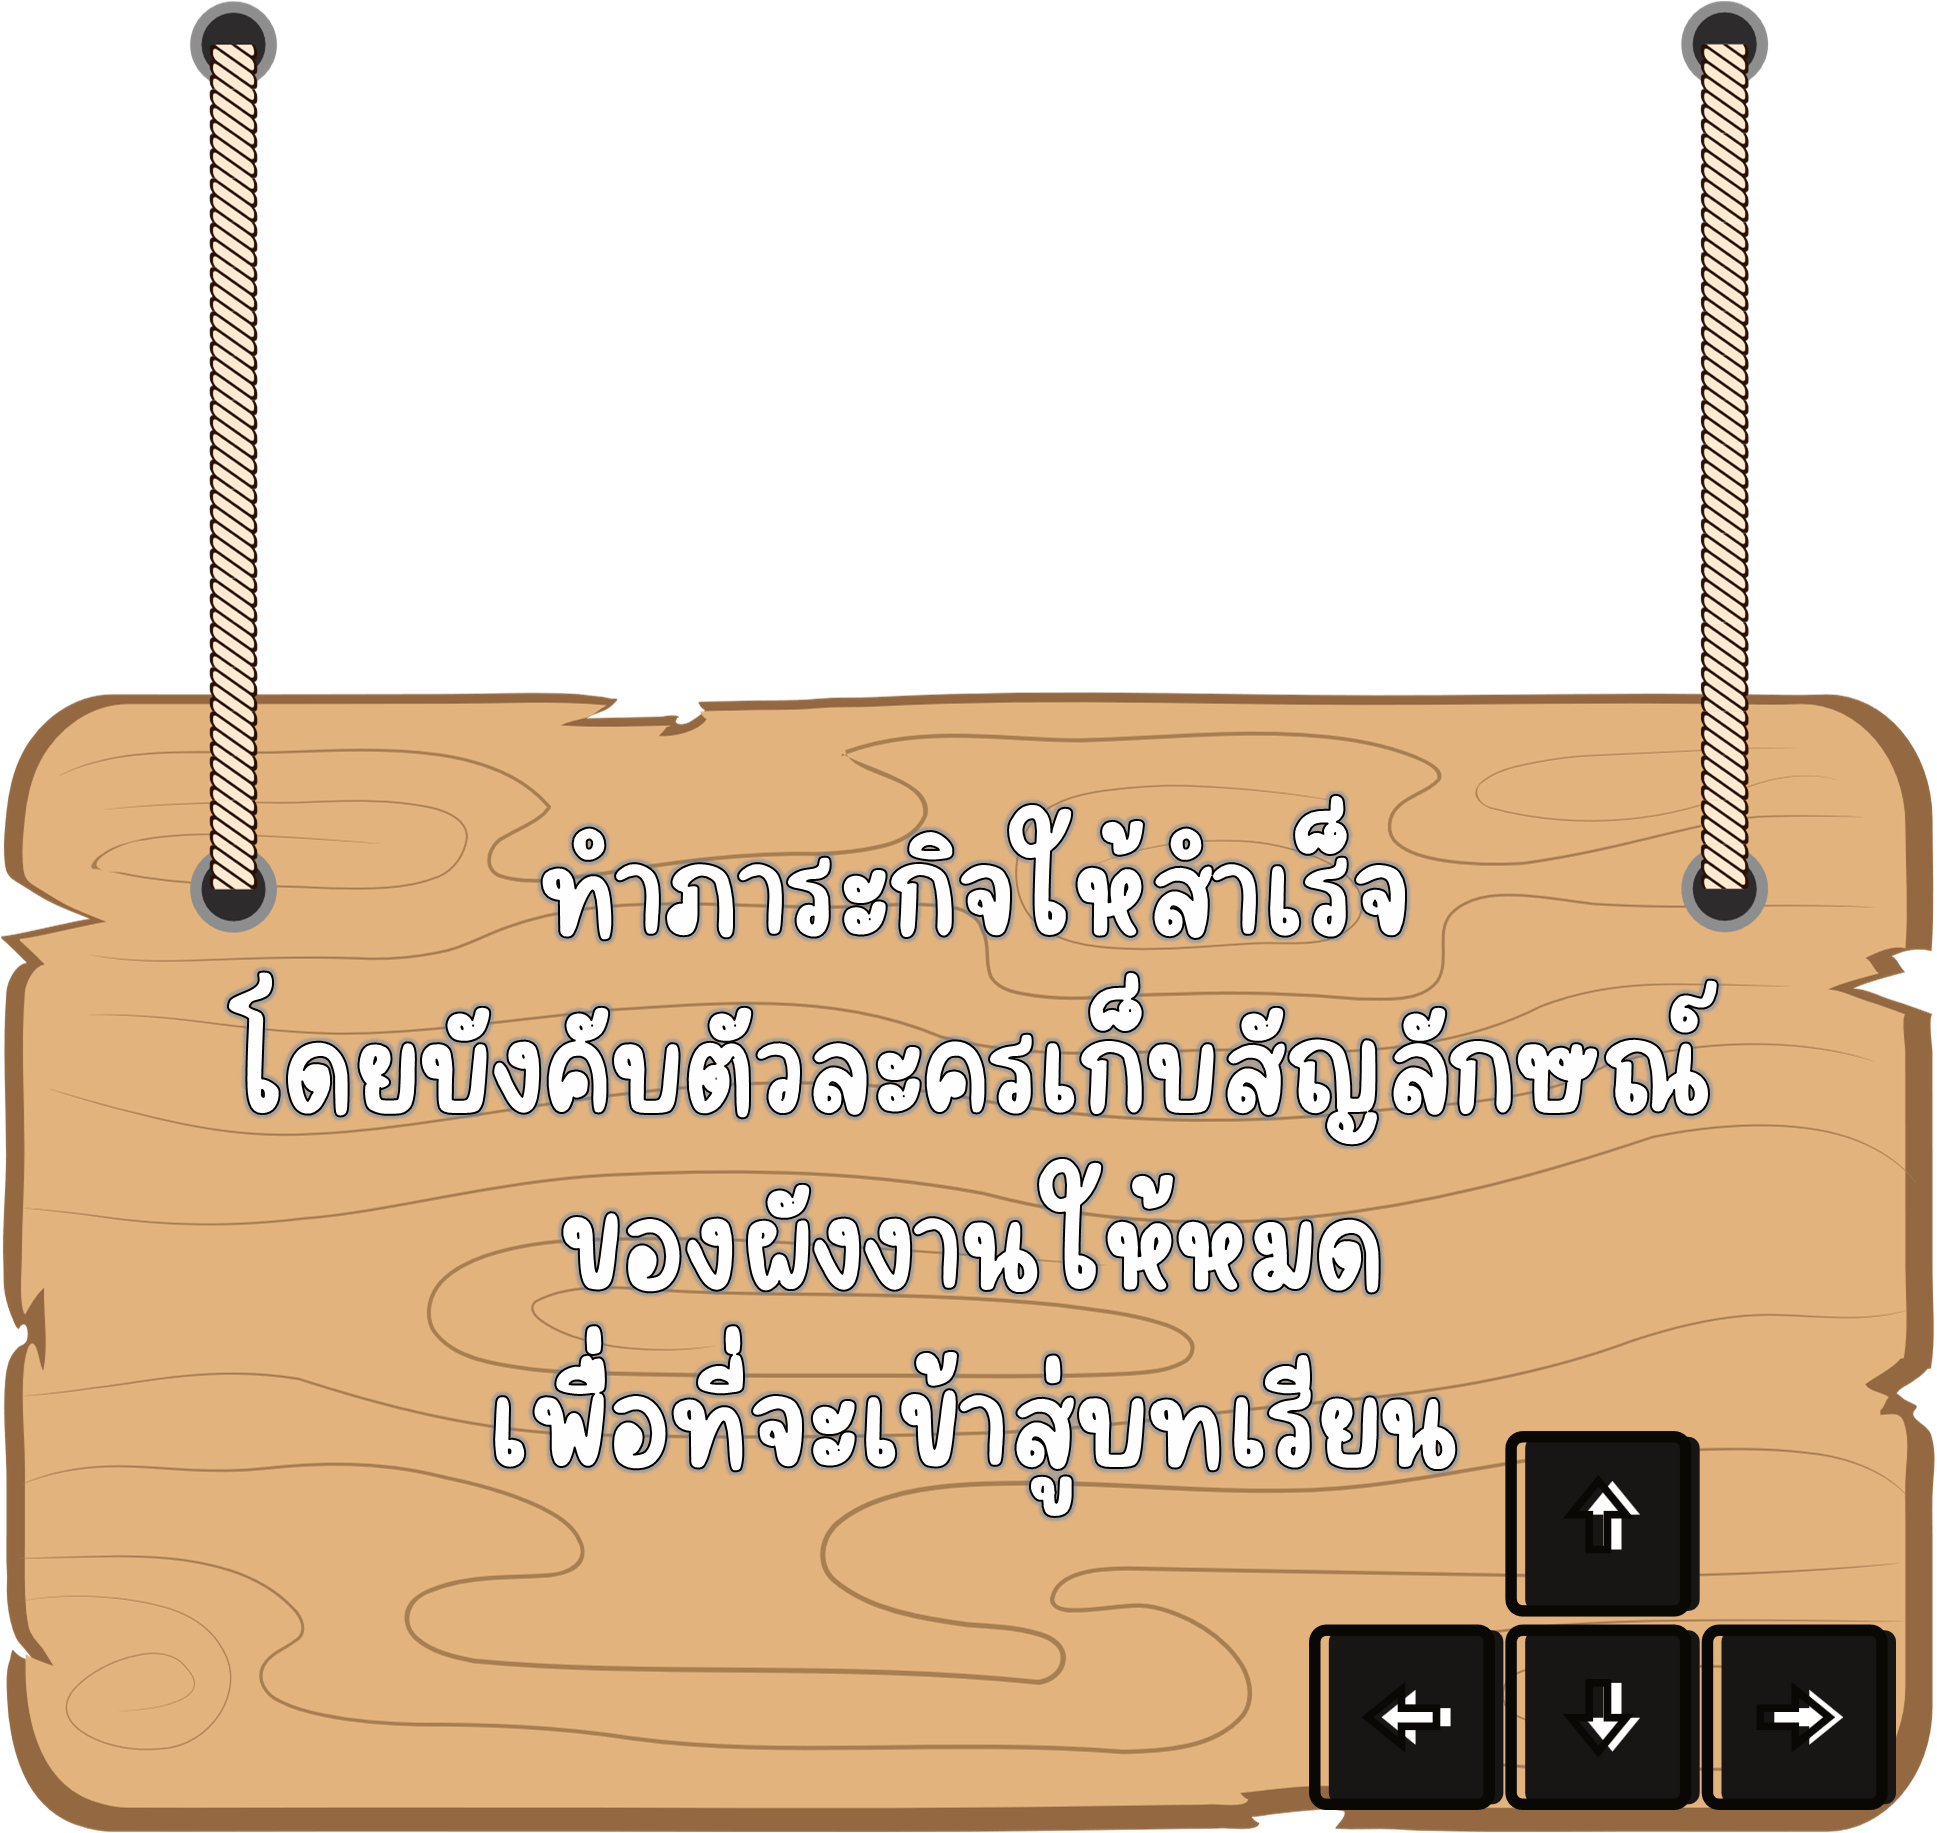 ทำภาระกิจให้สำเร็จ
โดยบังคับตัวละครเก็บสัญลักษณ์
ของผังงานให้หมด
เพื่อที่จะเข้าสู่บทเรียน